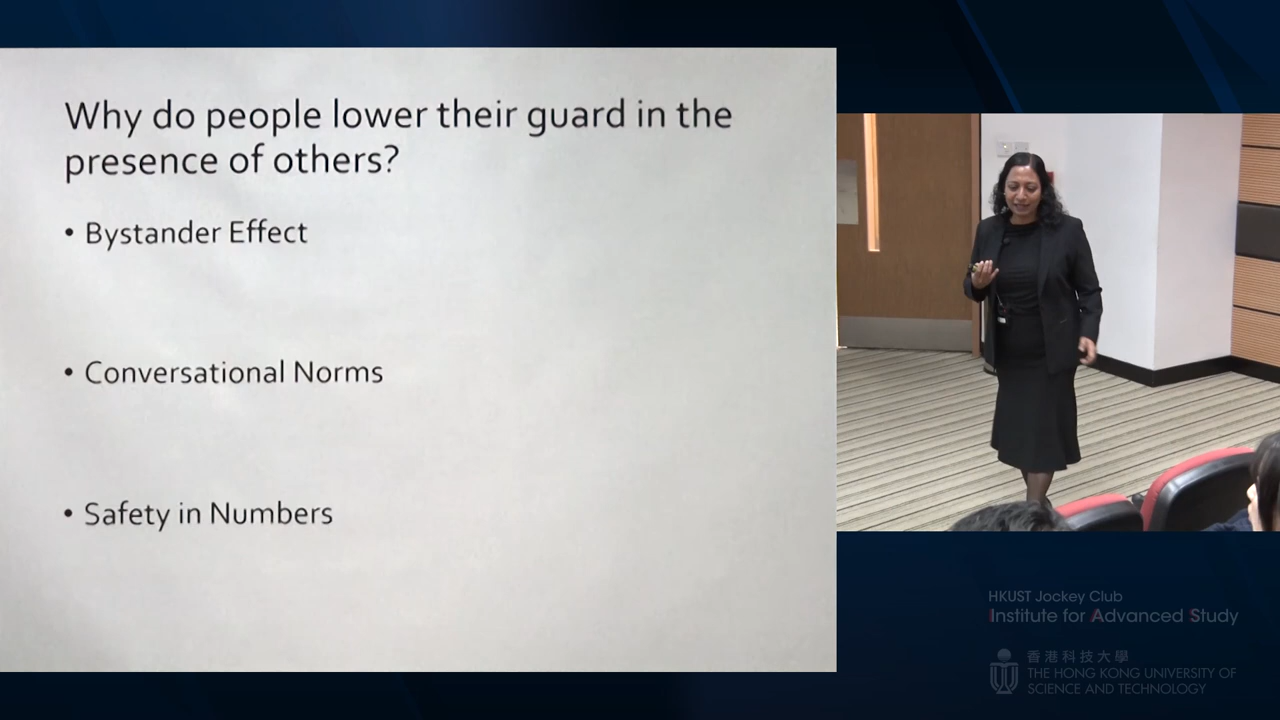 Why do people lower their guard in the
presence of others?
• Bystander Effect
• Conversational Norms
• Safety in Numbers
HKUST Jockey Club
Institute for Advanced Study
香港科技大學
THE HONG KONG UNIVERSITY OF
SCIENCE AND TECHNOLOGY